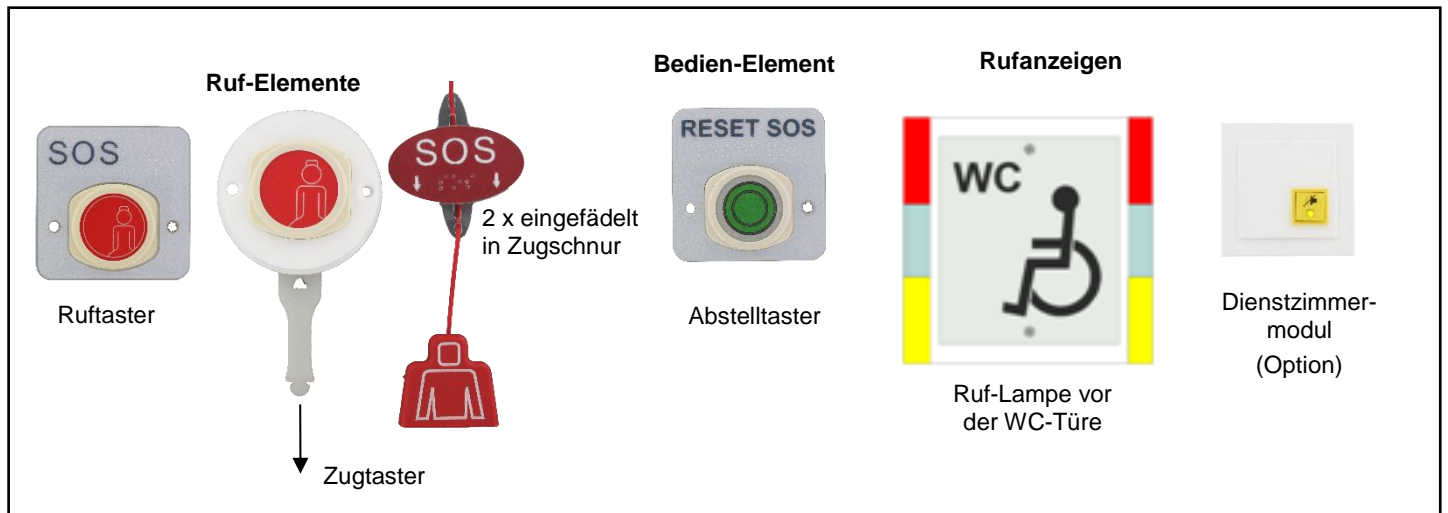 Ruf-Elemente
SOS
Ruftaster
SOS
2 x eingefädelt
in Zugschnur
Zugtaster
Bedien-Element
RESET SOS
Abstelltaster
Rufanzeigen
WC
Ruf-Lampe vor
der WC-Türe
Dienstzimmer-
modul
(Option)